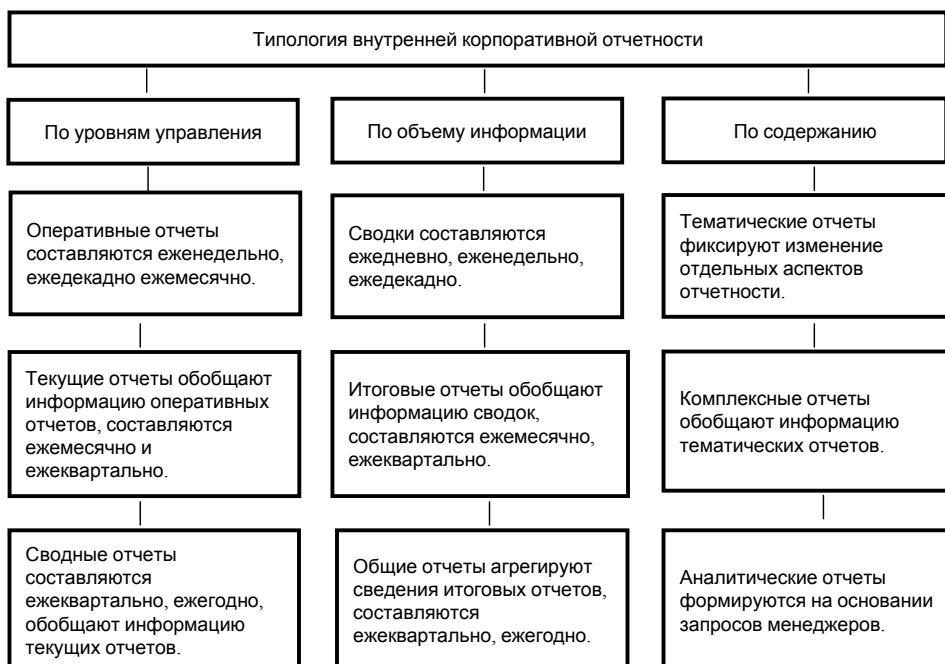 Типология внутренней корпоративной отчетности
По уровням управления
По объему информации
По содержанию
Оперативные отчеты
составляются еженедельно,
ежедекадно ежемесячно.
Сводки составляются
ежедневно, еженедельно,
ежедекадно.
Тематические отчеты
фиксируют изменение
отдельных аспектов
отчетности.
Текущие отчеты обобщают
информацию оперативных
отчетов, составляются
ежемесячно и
ежеквартально.
Итоговые отчеты обобщают
информацию сводок,
составляются ежемесячно,
ежеквартально.
Комплексные отчеты
обобщают информацию
тематических отчетов.
Сводные отчеты
составляются
ежеквартально, ежегодно,
обобщают информацию
текущих отчетов.
Общие отчеты агрегируют
сведения итоговых отчетов,
составляются
ежеквартально, ежегодно.
Аналитические отчеты
формируются на основании
запросов менеджеров.